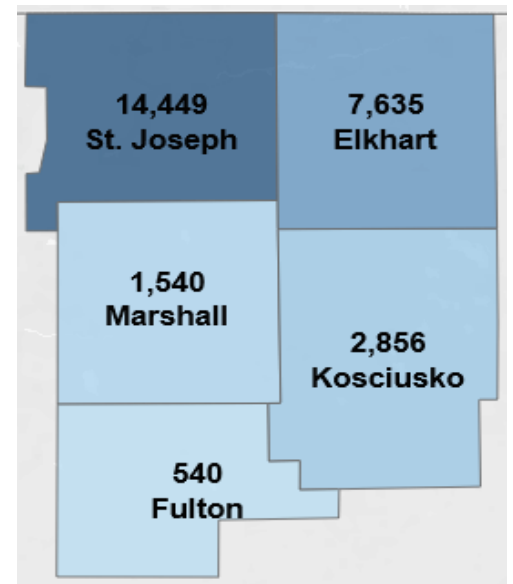 14,449
St. Joseph
7,635
Elkhart
1,540
Marshall
2,856
Kosciusko
540
Fulton